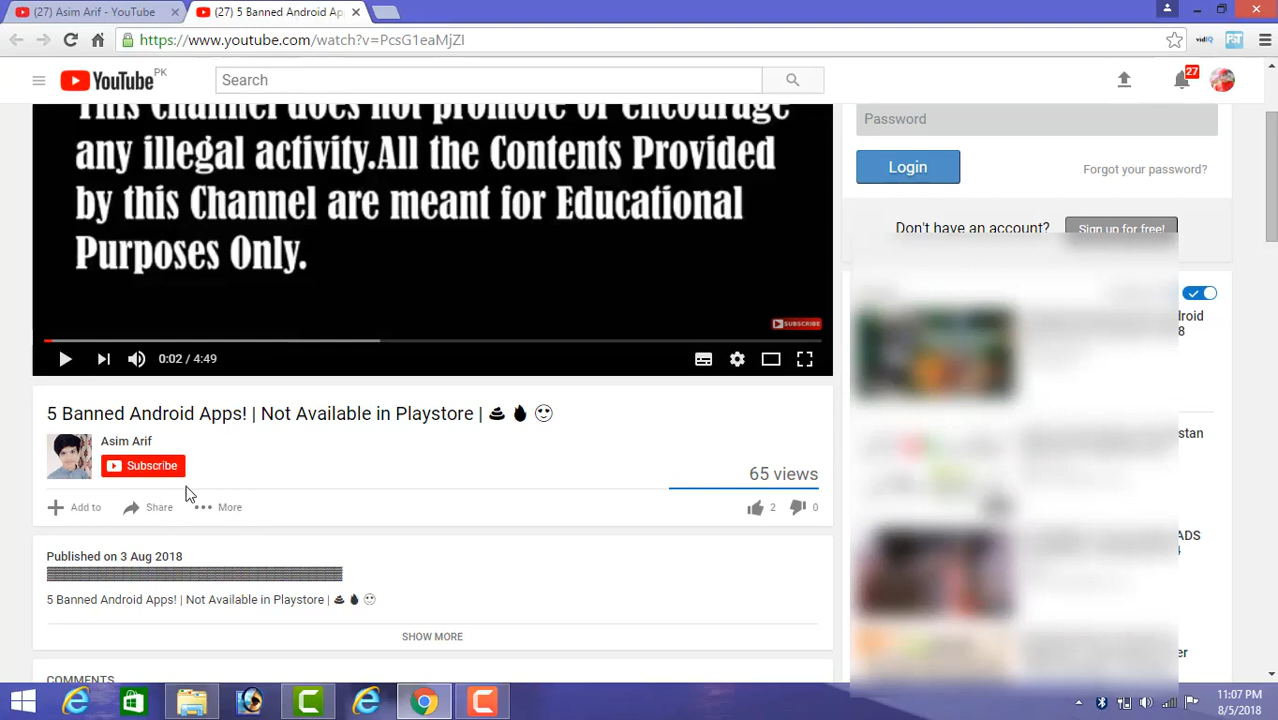 (27) Asim Arif - YouTube
(27) 5 Banned Android Ap
https://www.youtube.com/watch?v=PcsG1eaMjZI
vidIQ
YouTube PK
Search
27
This Channel does not promote or encourage
any illegal activity.All the Contents Provided
by this Channel are meant for Educational
Purposes Only.
SUBSCRIBE
0:02 / 4:49
5 Banned Android Apps! | Not Available in Playstore | 💩 🔥 🙂
Asim Arif
Subscribe
65 views
Add to
Share
More
2
0
Published on 3 Aug 2018
5 Banned Android Apps! | Not Available in Playstore | 💩 🔥 🙂
SHOW MORE
COMMENTS
Password
Login
Forgot your password?
Don't have an account?
Sign up for free!
droid
8
stan
ADS
4
er
11:07 PM
8/5/2018